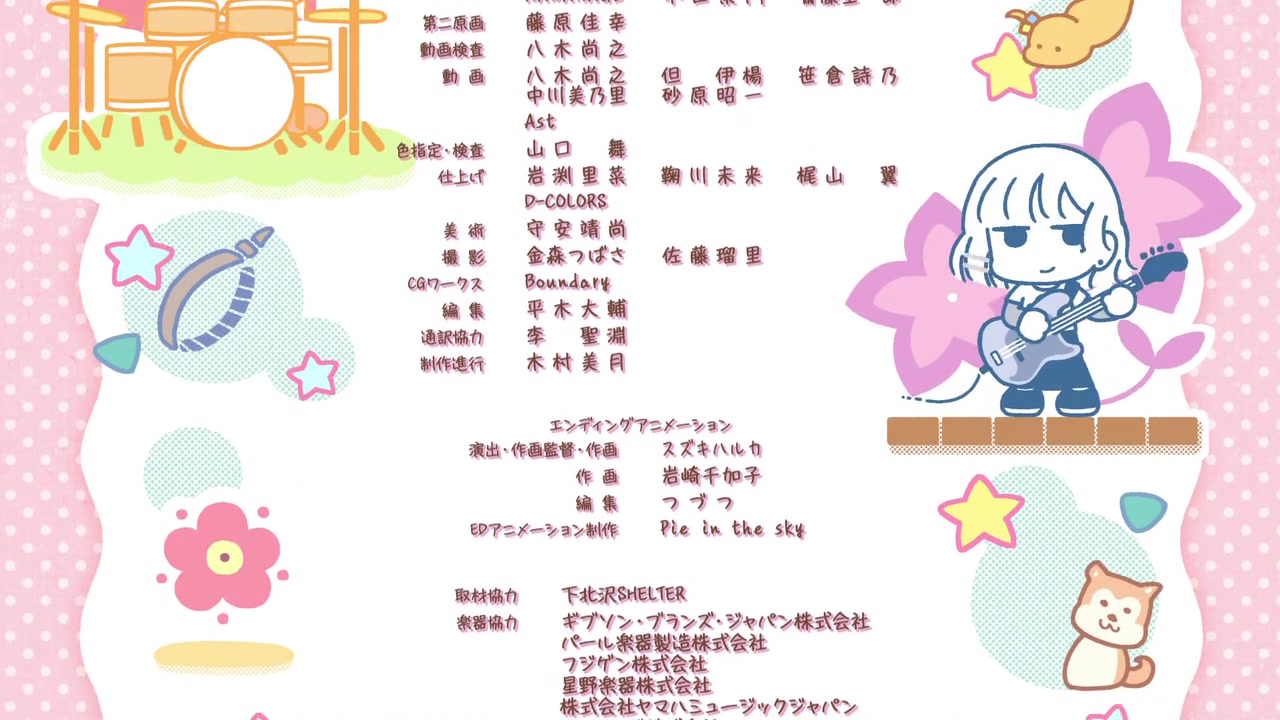 第二原画 藤原佳幸
動画検査 八木尚之
動画 八木尚之 但 伊楊 笹倉詩乃
中川美乃里 砂原昭一
Ast
色指定・検査 山口 舞
仕上げ 岩渕里菜 鞠川未来 梶山 翼
D-COLORS
美術 守安靖尚
撮影 金森つばさ 佐藤瑠里
CGワークス Boundary
編集 平木大輔
通訳協力 李 聖淵
制作進行 木村美月
エンディングアニメーション
演出・作画監督・作画 スズキハルカ
作画 岩崎千加子
編集 つづつ
EDアニメーション制作 Pie in the sky
取材協力 下北沢SHELTER
楽器協力 ギブソン・ブランズ・ジャパン株式会社
パール楽器製造株式会社
フジゲン株式会社
星野楽器株式会社
株式会社ヤマハミュージックジャパン